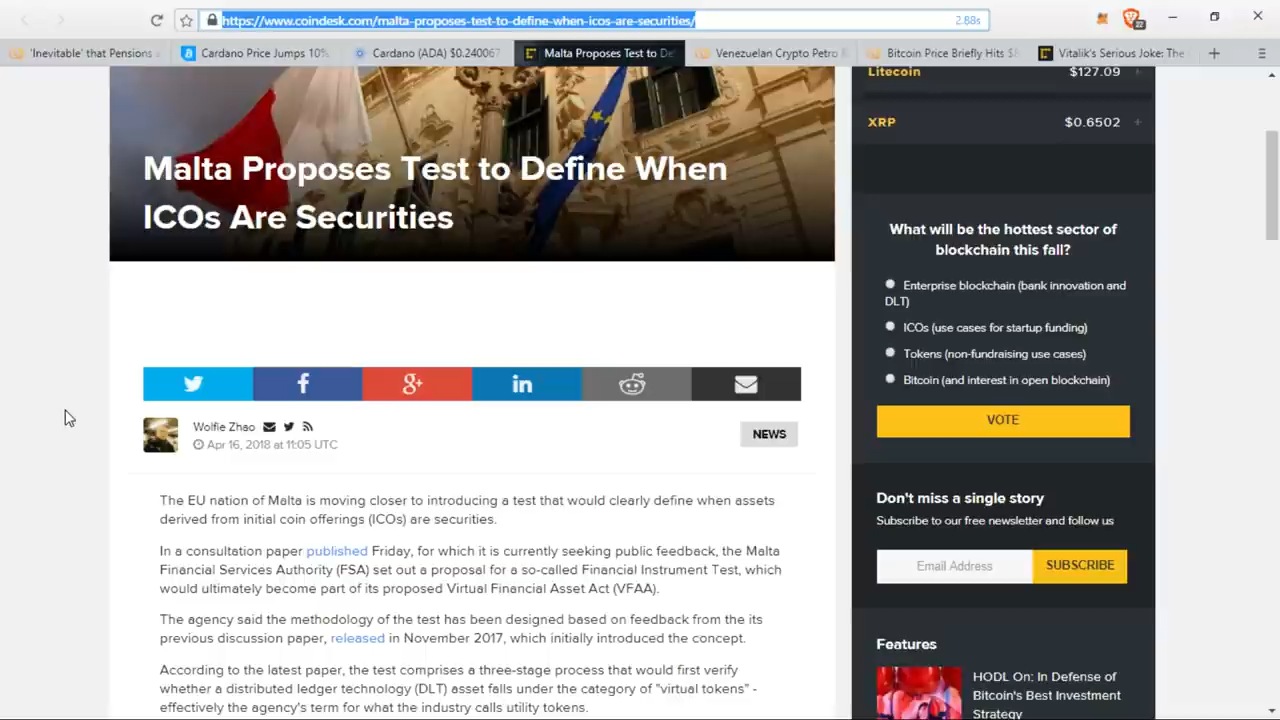 https://www.coindesk.com/malta-proposes-test-to-define-when-icos-are-securities/
2.88s
22
'Inevitable' that Pensions
Cardano Price Jumps 10%
Cardano (ADA) $0.240067
Malta Proposes Test to De
Venezuelan Crypto Petro
Bitcoin Price Briefly Hits $8
Vitalik's Serious Joke: The
Malta Proposes Test to Define When
ICOs Are Securities
Wolfie Zhao
Apr 16, 2018 at 11:05 UTC
NEWS
The EU nation of Malta is moving closer to introducing a test that would clearly define when assets
derived from initial coin offerings (ICOs) are securities.
In a consultation paper published Friday, for which it is currently seeking public feedback, the Malta
Financial Services Authority (FSA) set out a proposal for a so-called Financial Instrument Test, which
would ultimately become part of its proposed Virtual Financial Asset Act (VFAA).
The agency said the methodology of the test has been designed based on feedback from the its
previous discussion paper, released in November 2017, which initially introduced the concept.
According to the latest paper, the test comprises a three-stage process that would first verify
whether a distributed ledger technology (DLT) asset falls under the category of "virtual tokens" -
effectively the agency's term for what the industry calls utility tokens.
Litecoin $127.09 +
XRP $0.6502 +
What will be the hottest sector of
blockchain this fall?
Enterprise blockchain (bank innovation and
DLT)
ICOs (use cases for startup funding)
Tokens (non-fundraising use cases)
Bitcoin (and interest in open blockchain)
VOTE
Don't miss a single story
Subscribe to our free newsletter and follow us
Email Address
SUBSCRIBE
Features
HODL On: In Defense of
Bitcoin's Best Investment
Strategy